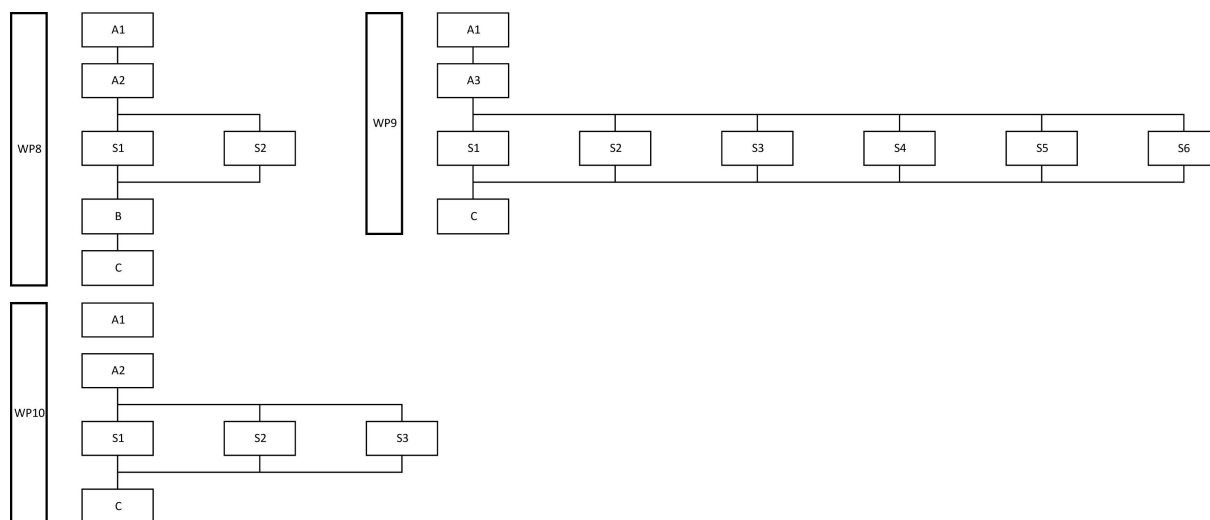 WP8
A1
A2
S1 S2
B
C
WP9
A1
A3
S1 S2 S3 S4 S5 S6
C
WP10
A1
A2
S1 S2 S3
C